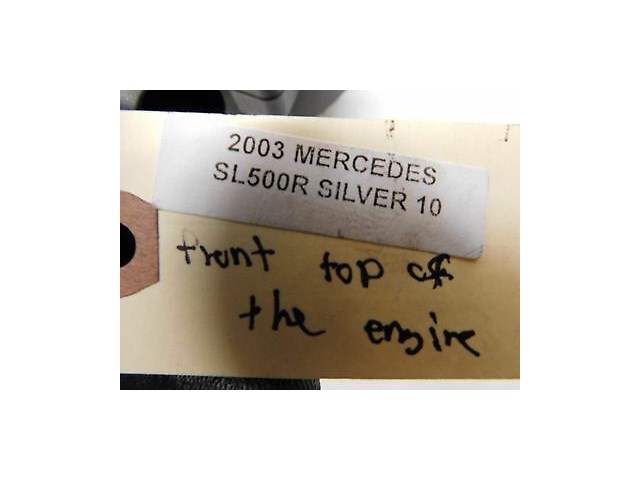 2003 MERCEDES
SL500R SILVER 10
front top of
the engine